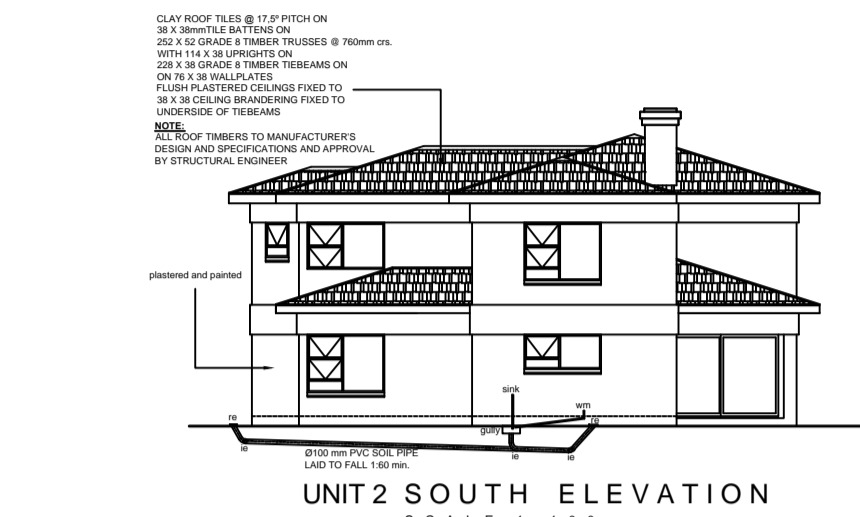 CLAY ROOF TILES @ 17,5º PITCH ON
38 X 38mmTILE BATTENS ON
252 X 52 GRADE 8 TIMBER TRUSSES @ 760mm crs.
WITH 114 X 38 UPRIGHTS ON
228 X 38 GRADE 8 TIMBER TIEBEAMS ON
ON 76 X 38 WALLPLATES
FLUSH PLASTERED CEILINGS FIXED TO
38 X 38 CEILING BRANDERING FIXED TO
UNDERSIDE OF TIEBEAMS
NOTE:
ALL ROOF TIMBERS TO MANUFACTURER'S
DESIGN AND SPECIFICATIONS AND APPROVAL
BY STRUCTURAL ENGINEER
plastered and painted
sink
wm
re
re
gully
ie
ie
ie
Ø100 mm PVC SOIL PIPE
LAID TO FALL 1:60 min.
UNIT 2 SOUTH ELEVATION